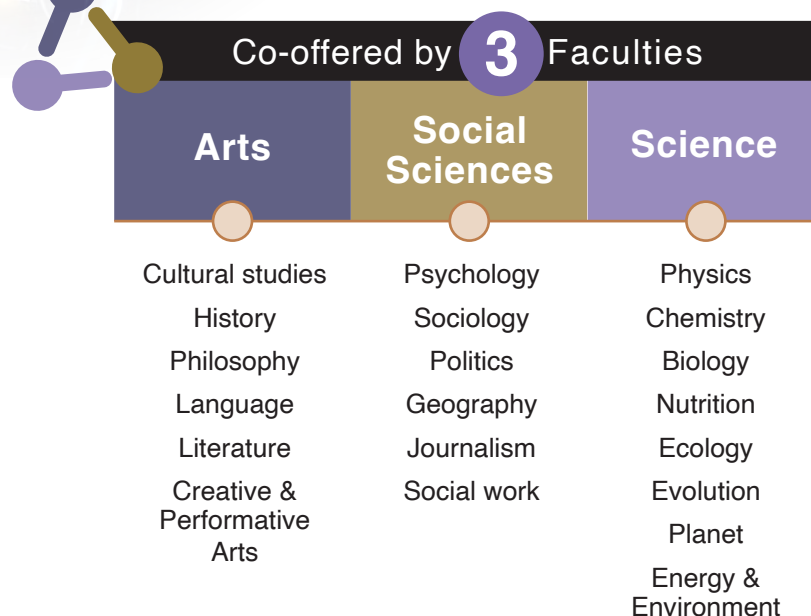 Co-offered by 3 Faculties
Arts
Social
Sciences
Science
Cultural studies
History
Philosophy
Language
Literature
Creative &
Performative
Arts
Psychology
Sociology
Politics
Geography
Journalism
Social work
Physics
Chemistry
Biology
Nutrition
Ecology
Evolution
Planet
Energy &
Environment